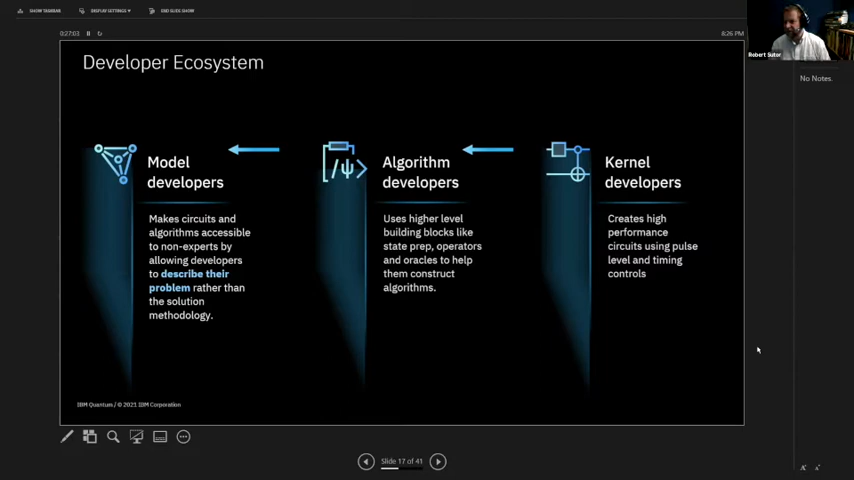 SHOW TASKBAR
DISPLAY SETTINGS ▾
END SLIDE SHOW
0:27:03
8:26 PM
Robert Sutor
No Notes.
Developer Ecosystem
Model
developers
Makes circuits and
algorithms accessible
to non-experts by
allowing developers
to describe their
problem rather than
the solution
methodology.
/ψ>
Algorithm
developers
Uses higher level
building blocks like
state prep, operators
and oracles to help
them construct
algorithms.
Kernel
developers
Creates high
performance
circuits using pulse
level and timing
controls
IBM Quantum / © 2021 IBM Corporation
Slide 17 of 41
A A